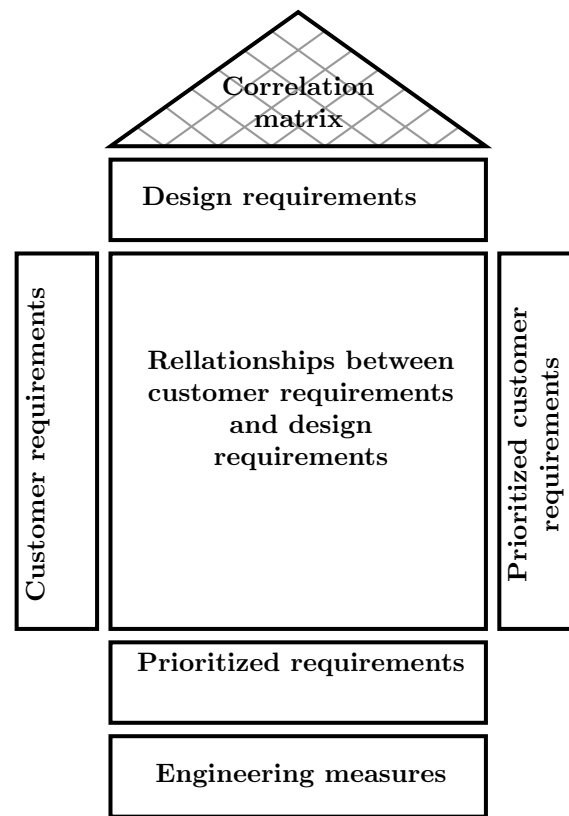 Correlation
matrix
Design requirements
Customer requirements
Rellationships between
customer requirements
and design
requirements
Prioritized customer
requirements
Prioritized requirements
Engineering measures